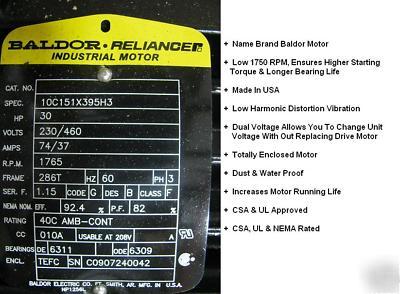 BALDOR · RELIANCER
INDUSTRIAL MOTOR
CAT. NO.
SPEC. 10C151X395H3
HP 30
VOLTS 230/460
AMPS 74/37
R.P.M. 1765
FRAME 286T HZ 60 PH 3
SER. F. 1.15 CODE G DES B CLASS F
NEMA NOM. EFF. 92.4 % P.F. 82 %
RATING 40C AMB-CONT
CC 010A USABLE AT 208V A
BEARINGS DE 6311 ODE 6309
ENCL. TEFC SN C0907240042
BALDOR ELECTRIC CO. FT. SMITH, AR. MFD. IN U.S.A.
HP1256L
+ Name Brand Baldor Motor
+ Low 1750 RPM, Ensures Higher Starting
Torque & Longer Bearing Life
+ Made In USA
+ Low Harmonic Distortion Vibration
+ Dual Voltage Allows You To Change Unit
Voltage With Out Replacing Drive Motor
+ Totally Enclosed Motor
+ Dust & Water Proof
+ Increases Motor Running Life
+ CSA & UL Approved
+ CSA, UL & NEMA Rated